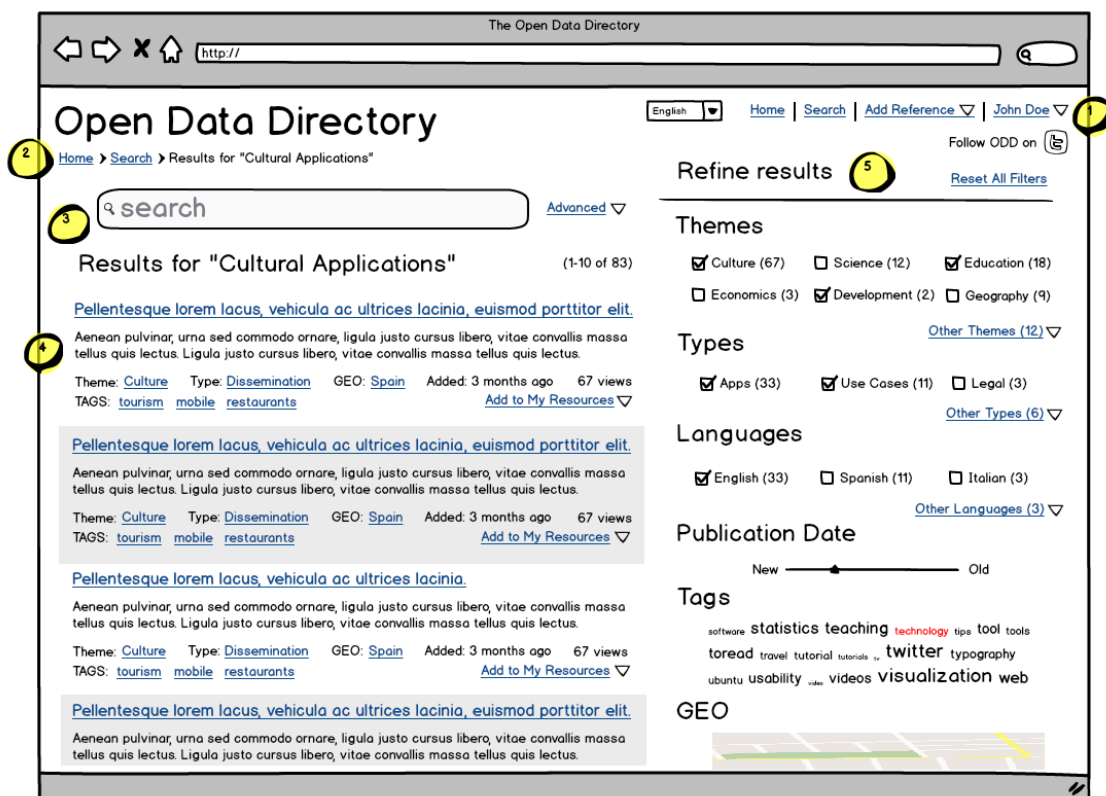 The Open Data Directory
http://
English
Home | Search | Add Reference | John Doe
1
Open Data Directory
Follow ODD on
2
Home > Search > Results for "Cultural Applications"
3
search
Advanced
Results for "Cultural Applications" (1-10 of 83)
4
Pellentesque lorem lacus, vehicula ac ultrices lacinia, euismod porttitor elit.
Aenean pulvinar, urna sed commodo ornare, ligula justo cursus libero, vitae convallis massa
tellus quis lectus. Ligula justo cursus libero, vitae convallis massa tellus quis lectus.
Theme: Culture Type: Dissemination GEO: Spain Added: 3 months ago 67 views
TAGS: tourism mobile restaurants Add to My Resources
Pellentesque lorem lacus, vehicula ac ultrices lacinia, euismod porttitor elit.
Aenean pulvinar, urna sed commodo ornare, ligula justo cursus libero, vitae convallis massa
tellus quis lectus. Ligula justo cursus libero, vitae convallis massa tellus quis lectus.
Theme: Culture Type: Dissemination GEO: Spain Added: 3 months ago 67 views
TAGS: tourism mobile restaurants Add to My Resources
Pellentesque lorem lacus, vehicula ac ultrices lacinia.
Aenean pulvinar, urna sed commodo ornare, ligula justo cursus libero, vitae convallis massa
tellus quis lectus. Ligula justo cursus libero, vitae convallis massa tellus quis lectus.
Theme: Culture Type: Dissemination GEO: Spain Added: 3 months ago 67 views
TAGS: tourism mobile restaurants Add to My Resources
Pellentesque lorem lacus, vehicula ac ultrices lacinia, euismod porttitor elit.
Aenean pulvinar, urna sed commodo ornare, ligula justo cursus libero, vitae convallis massa
tellus quis lectus. Ligula justo cursus libero, vitae convallis massa tellus quis lectus.
Refine results
5
Reset All Filters
Themes
Culture (67) Science (12) Education (18)
Economics (3) Development (2) Geography (9)
Other Themes (12)
Types
Apps (33) Use Cases (11) Legal (3)
Other Types (6)
Languages
English (33) Spanish (11) Italian (3)
Other Languages (3)
Publication Date
New Old
Tags
software statistics teaching technology tips tool tools
toread travel tutorial tutorials tv twitter typography
ubuntu usability video videos visualization web
GEO